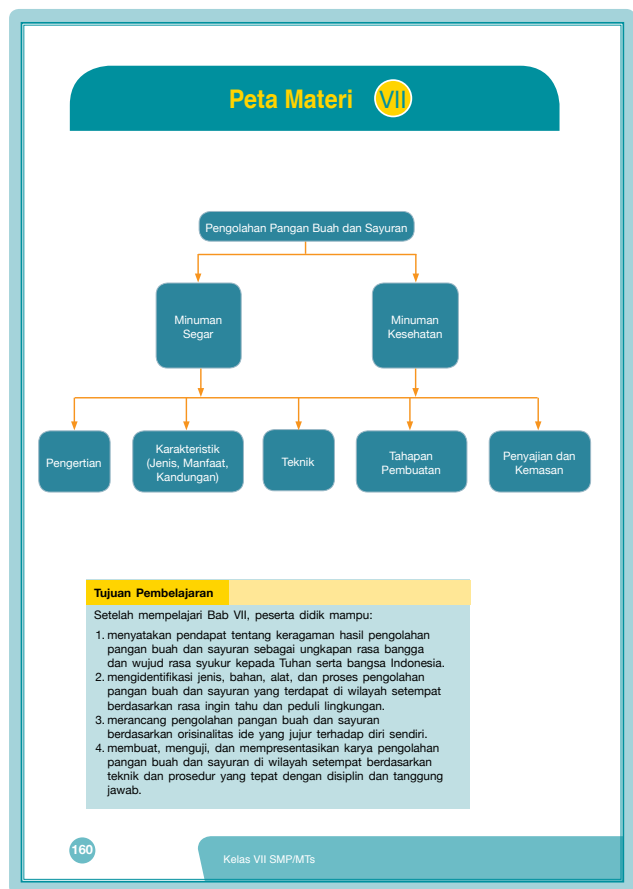 Peta Materi VII
Pengolahan Pangan Buah dan Sayuran
Minuman
Segar
Minuman
Kesehatan
Pengertian
Karakteristik
(Jenis, Manfaat,
Kandungan)
Teknik
Tahapan
Pembuatan
Penyajian dan
Kemasan
Tujuan Pembelajaran
Setelah mempelajari Bab VII, peserta didik mampu:
1. menyatakan pendapat tentang keragaman hasil pengolahan
pangan buah dan sayuran sebagai ungkapan rasa bangga
dan wujud rasa syukur kepada Tuhan serta bangsa Indonesia.
2. mengidentifikasi jenis, bahan, alat, dan proses pengolahan
pangan buah dan sayuran yang terdapat di wilayah setempat
berdasarkan rasa ingin tahu dan peduli lingkungan.
3. merancang pengolahan pangan buah dan sayuran
berdasarkan orisinalitas ide yang jujur terhadap diri sendiri.
4. membuat, menguji, dan mempresentasikan karya pengolahan
pangan buah dan sayuran di wilayah setempat berdasarkan
teknik dan prosedur yang tepat dengan disiplin dan tanggung
jawab.
160
Kelas VII SMP/MTs